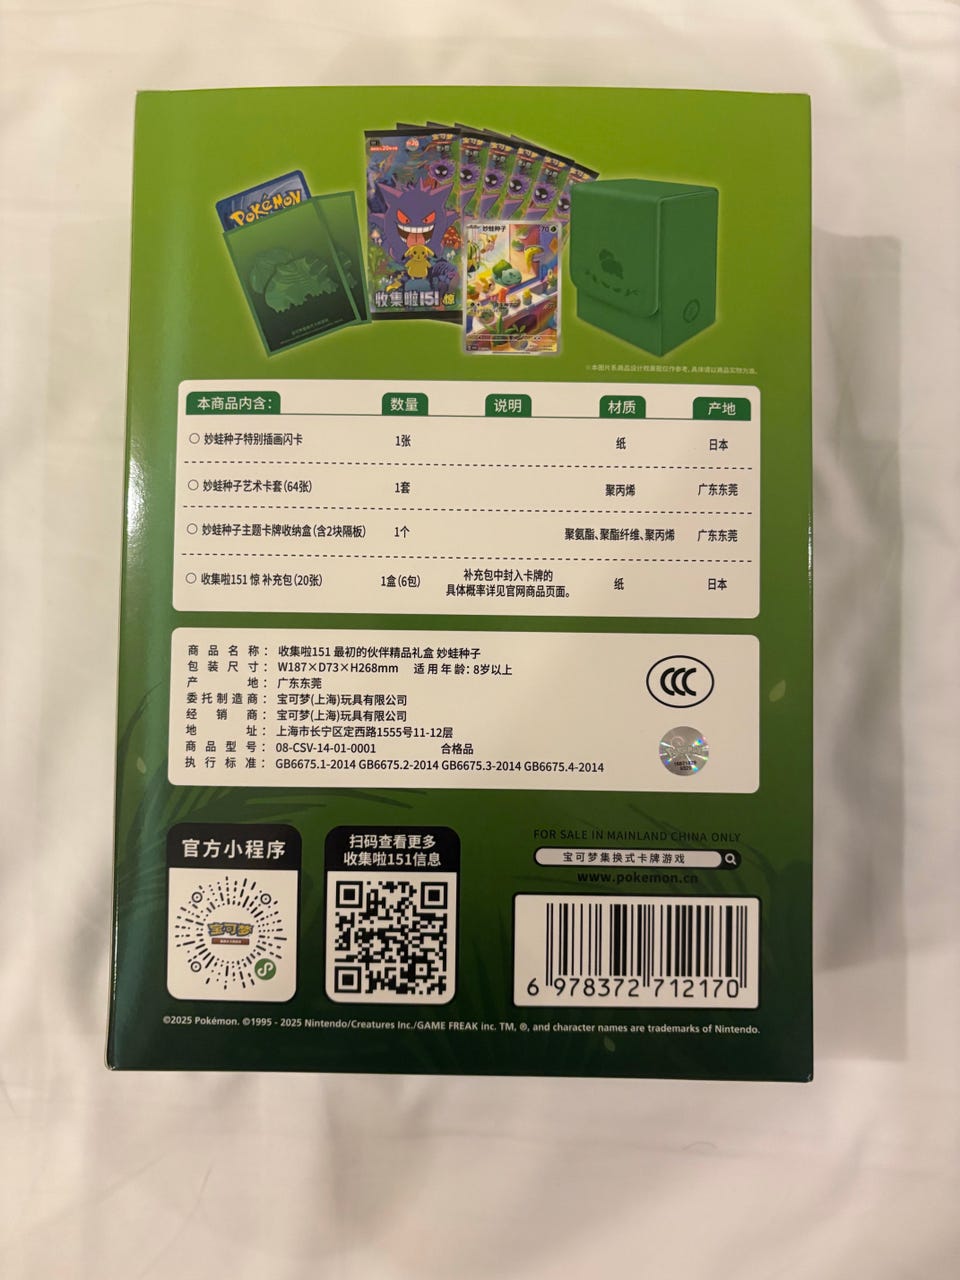 POKÉMON
宝可梦
收集啦151 惊
妙蛙种子
70
※本图片系商品设计效果图仅作参考,具体请以商品实物为准。
本商品内含: 数量 说明 材质 产地
○ 妙蛙种子特别插画闪卡 1张 纸 日本
○ 妙蛙种子艺术卡套(64张) 1套 聚丙烯 广东东莞
○ 妙蛙种子主题卡牌收纳盒(含2块隔板) 1个 聚氨酯、聚酯纤维、聚丙烯 广东东莞
○ 收集啦151 惊 补充包(20张) 1盒(6包) 补充包中封入卡牌的 纸 日本
具体概率详见官网商品页面。
商品名称: 收集啦151 最初的伙伴精品礼盒 妙蛙种子
包装尺寸: W187×D73×H268mm 适用年龄: 8岁以上
产地: 广东东莞
委托制造商: 宝可梦(上海)玩具有限公司
经销商: 宝可梦(上海)玩具有限公司
地址: 上海市长宁区定西路1555号11-12层
商品型号: 08-CSV-14-01-0001 合格品
执行标准: GB6675.1-2014 GB6675.2-2014 GB6675.3-2014 GB6675.4-2014
CCC
官方小程序
宝可梦
扫码查看更多
收集啦151信息
FOR SALE IN MAINLAND CHINA ONLY
宝可梦集换式卡牌游戏
www.pokemon.cn
6 978372 712170
©2025 Pokémon. ©1995 - 2025 Nintendo/Creatures Inc./GAME FREAK inc. TM, ®, and character names are trademarks of Nintendo.